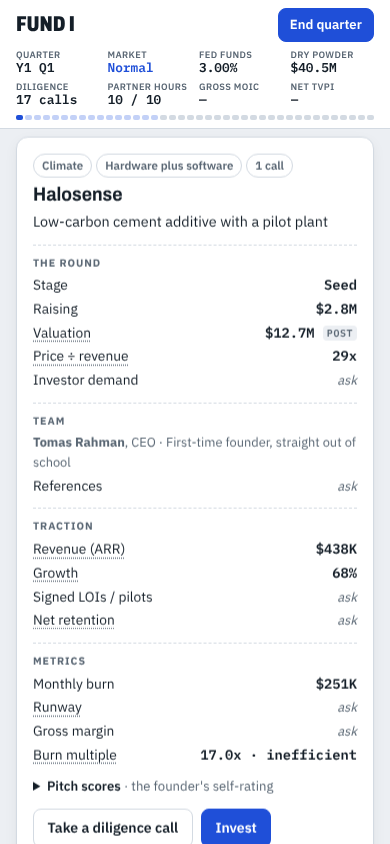 FUND I
End quarter
QUARTER MARKET FED FUNDS DRY POWDER
Y1 Q1 Normal 3.00% $40.5M
DILIGENCE PARTNER HOURS GROSS MOIC NET TVPI
17 calls 10 / 10 — —
Climate Hardware plus software 1 call
Halosense
Low-carbon cement additive with a pilot plant
THE ROUND
Stage Seed
Raising $2.8M
Valuation $12.7M POST
Price ÷ revenue 29x
Investor demand ask
TEAM
Tomas Rahman, CEO · First-time founder, straight out of
school
References ask
TRACTION
Revenue (ARR) $438K
Growth 68%
Signed LOIs / pilots ask
Net retention ask
METRICS
Monthly burn $251K
Runway ask
Gross margin ask
Burn multiple 17.0x · inefficient
▶ Pitch scores · the founder's self-rating
Take a diligence call Invest